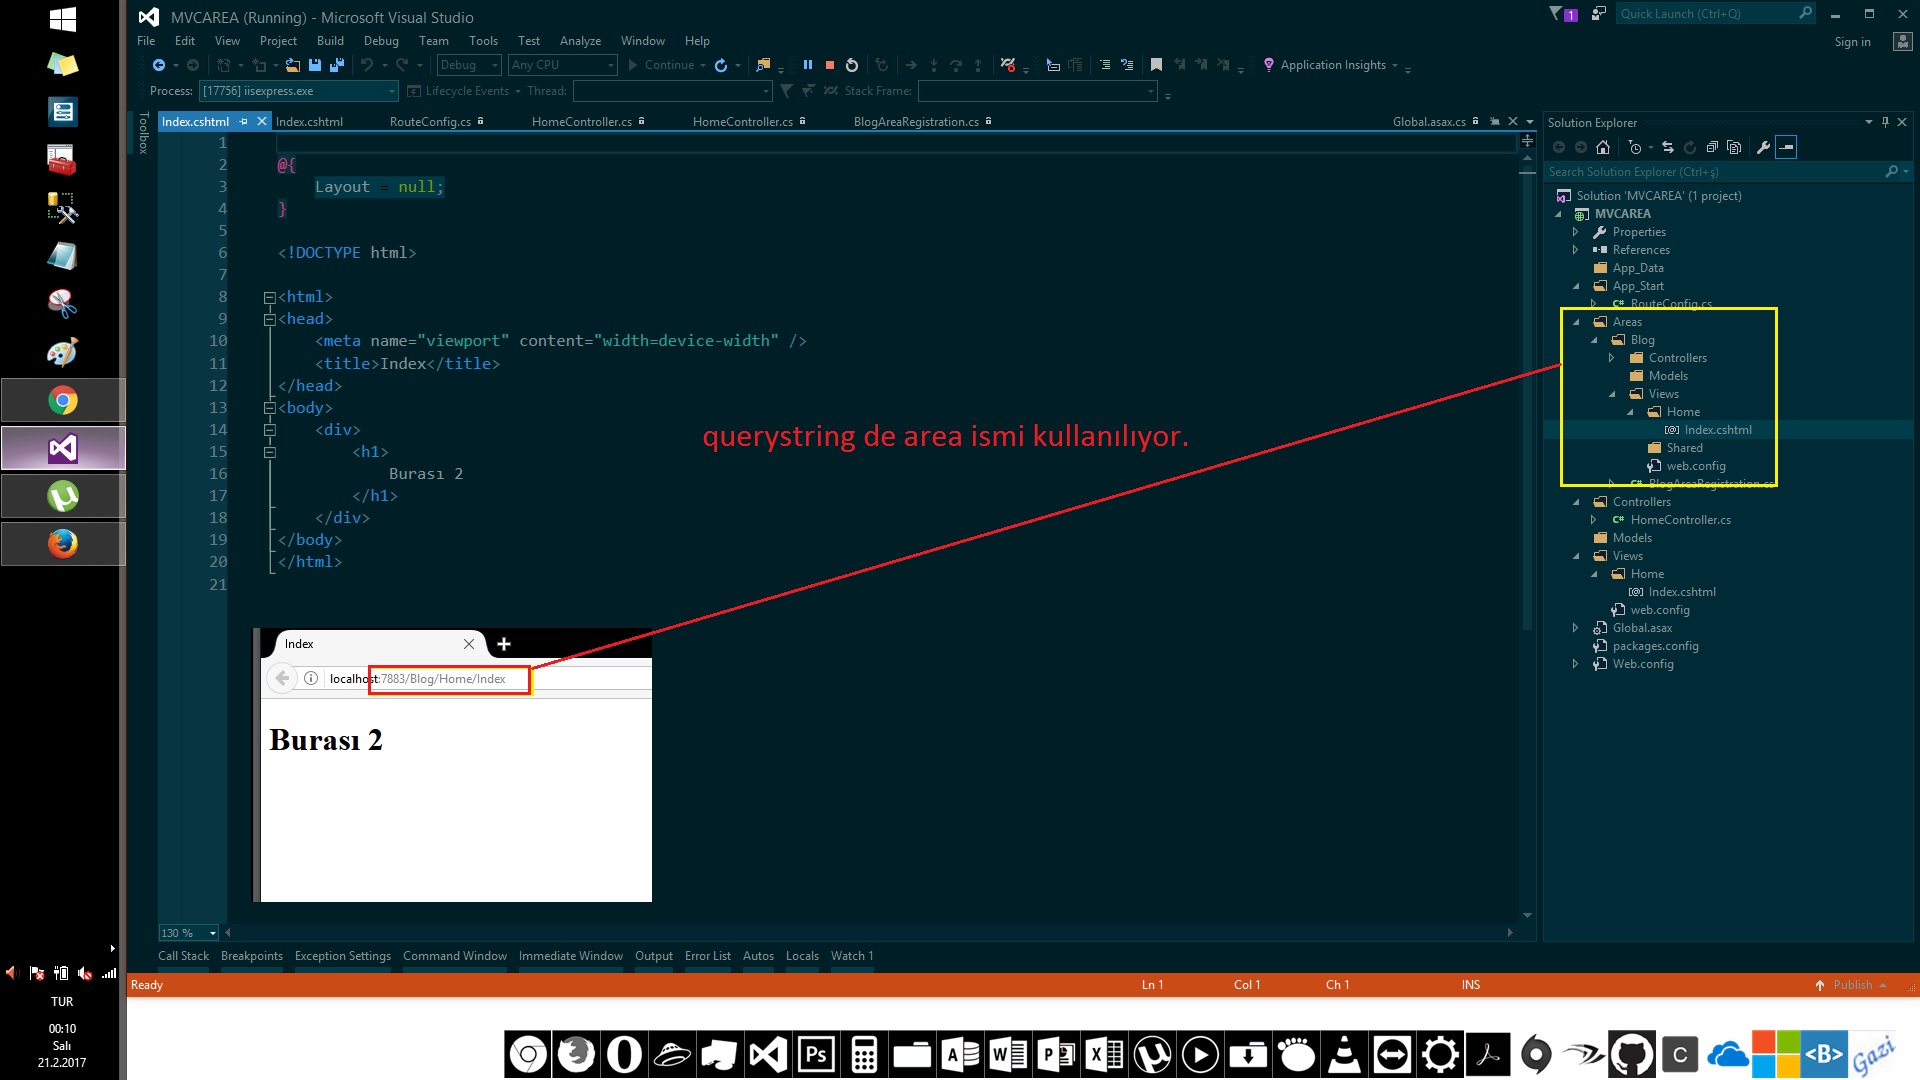 MVCAREA (Running) - Microsoft Visual Studio
1
Quick Launch (Ctrl+Q)
File Edit View Project Build Debug Team Tools Test Analyze Window Help
Sign in
Debug Any CPU Continue Application Insights
Process: [17756] iisexpress.exe Lifecycle Events Thread: Stack Frame:
Toolbox
Index.cshtml Index.cshtml RouteConfig.cs HomeController.cs HomeController.cs BlogAreaRegistration.cs Global.asax.cs
1
2 @{
3 Layout = null;
4 }
5
6 <!DOCTYPE html>
7
8 <html>
9 <head>
10 <meta name="viewport" content="width=device-width" />
11 <title>Index</title>
12 </head>
13 <body>
14 <div>
15 <h1>
16 Burası 2
17 </h1>
18 </div>
19 </body>
20 </html>
21
querystring de area ismi kullanılıyor.
Index
localhost:7883/Blog/Home/Index
Burası 2
130 %
Solution Explorer
Search Solution Explorer (Ctrl+ş)
Solution 'MVCAREA' (1 project)
MVCAREA
Properties
References
App_Data
App_Start
RouteConfig.cs
Areas
Blog
Controllers
Models
Views
Home
Index.cshtml
Shared
web.config
BlogAreaRegistration.cs
Controllers
HomeController.cs
Models
Views
Home
Index.cshtml
web.config
Global.asax
packages.config
Web.config
Call Stack Breakpoints Exception Settings Command Window Immediate Window Output Error List Autos Locals Watch 1
Ready Ln 1 Col 1 Ch 1 INS Publish
TUR
00:10
Salı
21.2.2017
Ps
C
<B>
Gazi